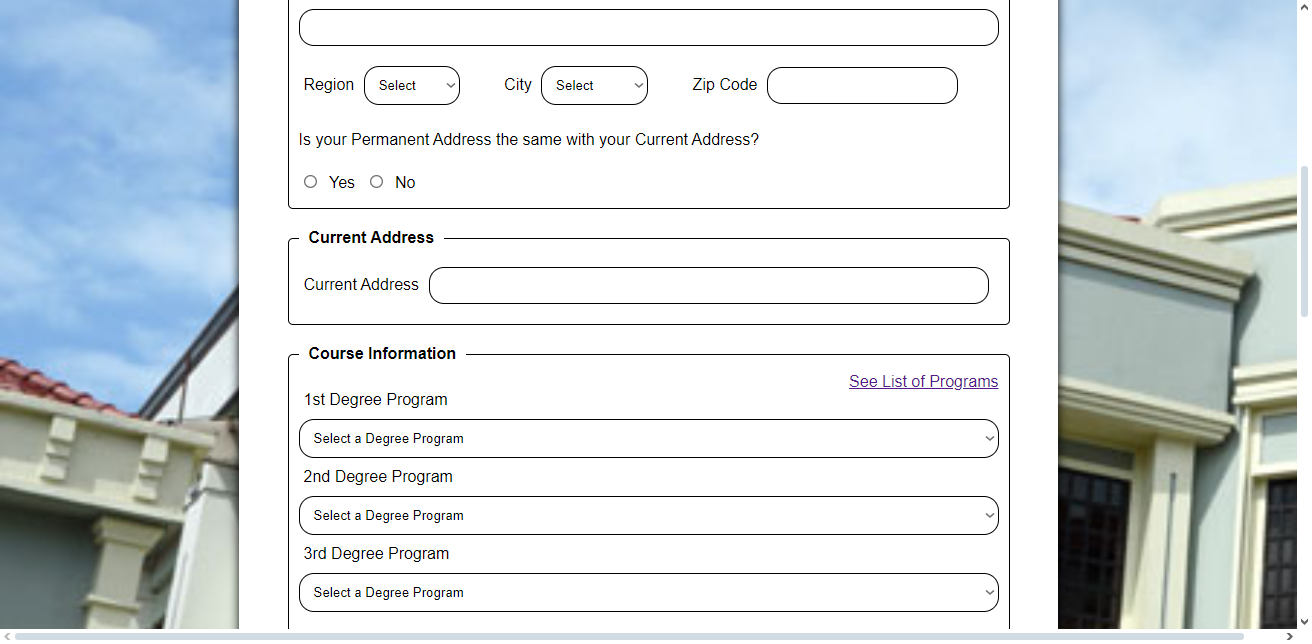 Region Select City Select Zip Code
Is your Permanent Address the same with your Current Address?
Yes No
Current Address
Current Address
Course Information
See List of Programs
1st Degree Program
Select a Degree Program
2nd Degree Program
Select a Degree Program
3rd Degree Program
Select a Degree Program